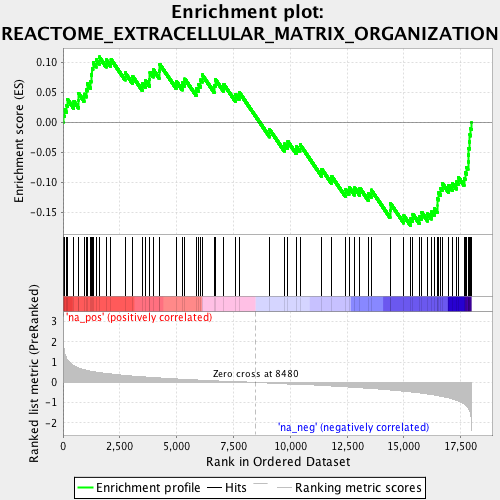 Enrichment plot:
REACTOME_EXTRACELLULAR_MATRIX_ORGANIZATION
Enrichment score (ES)
0.10
0.05
0.00
-0.05
-0.10
-0.15
'na_pos' (positively correlated)
Ranked list metric (PreRanked)
3
2
1
0
-1
-2
Zero cross at 8480
'na_neg' (negatively correlated)
0 2,500 5,000 7,500 10,000 12,500 15,000 17,500
Rank in Ordered Dataset
Enrichment profile Hits Ranking metric scores